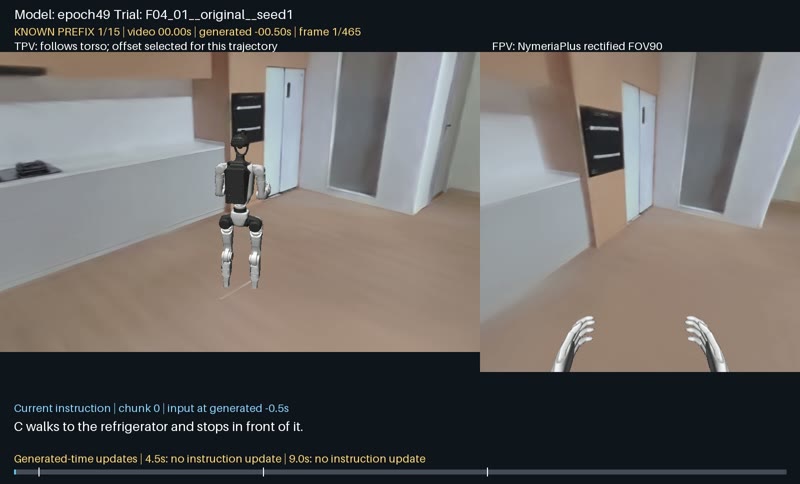 Model: epoch49 Trial: F04_01__original__seed1
KNOWN PREFIX 1/15 | video 00.00s | generated -00.50s | frame 1/465
TPV: follows torso; offset selected for this trajectory
FPV: NymeriaPlus rectified FOV90
Current instruction | chunk 0 | input at generated -0.5s
C walks to the refrigerator and stops in front of it.
Generated-time updates | 4.5s: no instruction update | 9.0s: no instruction update